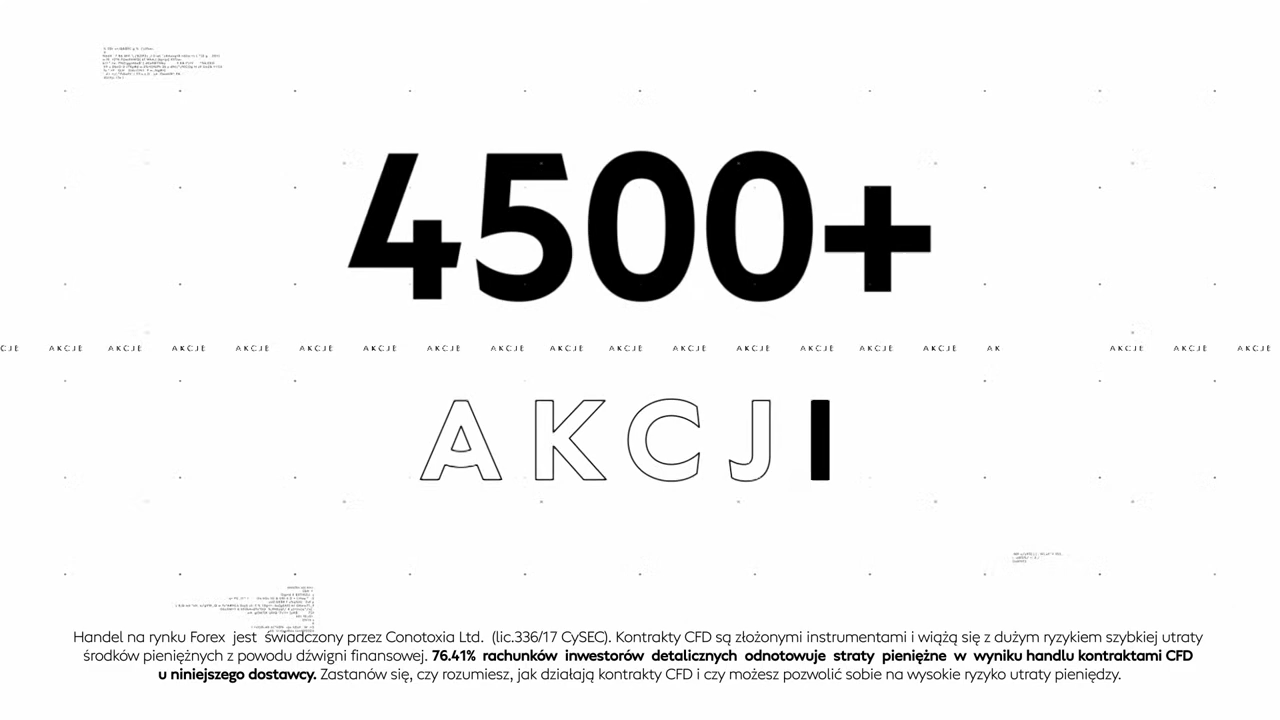 4500+
CJE AKCJE AKCJE AKCJE AKCJE AKCJE AKCJE AKCJE AKCJE AKCJE AKCJE AKCJE AKCJE AKCJE AKCJE AKCJE AK AKCJE AKCJE AKCJE
AKCJI
Handel na rynku Forex jest świadczony przez Conotoxia Ltd. (lic.336/17 CySEC). Kontrakty CFD są złożonymi instrumentami i wiążą się z dużym ryzykiem szybkiej utraty
środków pieniężnych z powodu dźwigni finansowej. 76.41% rachunków inwestorów detalicznych odnotowuje straty pieniężne w wyniku handlu kontraktami CFD
u niniejszego dostawcy. Zastanów się, czy rozumiesz, jak działają kontrakty CFD i czy możesz pozwolić sobie na wysokie ryzyko utraty pieniędzy.